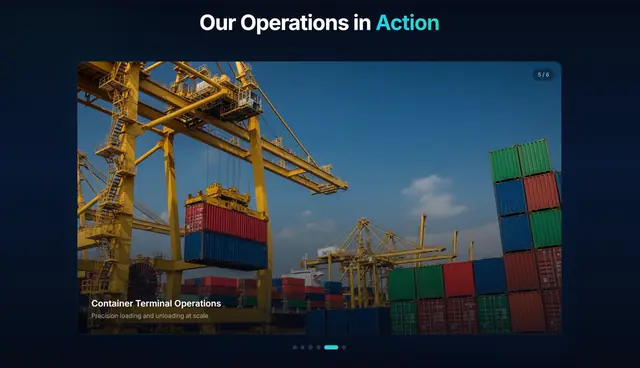 Our Operations in Action
5 / 6
Container Terminal Operations
Precision loading and unloading at scale